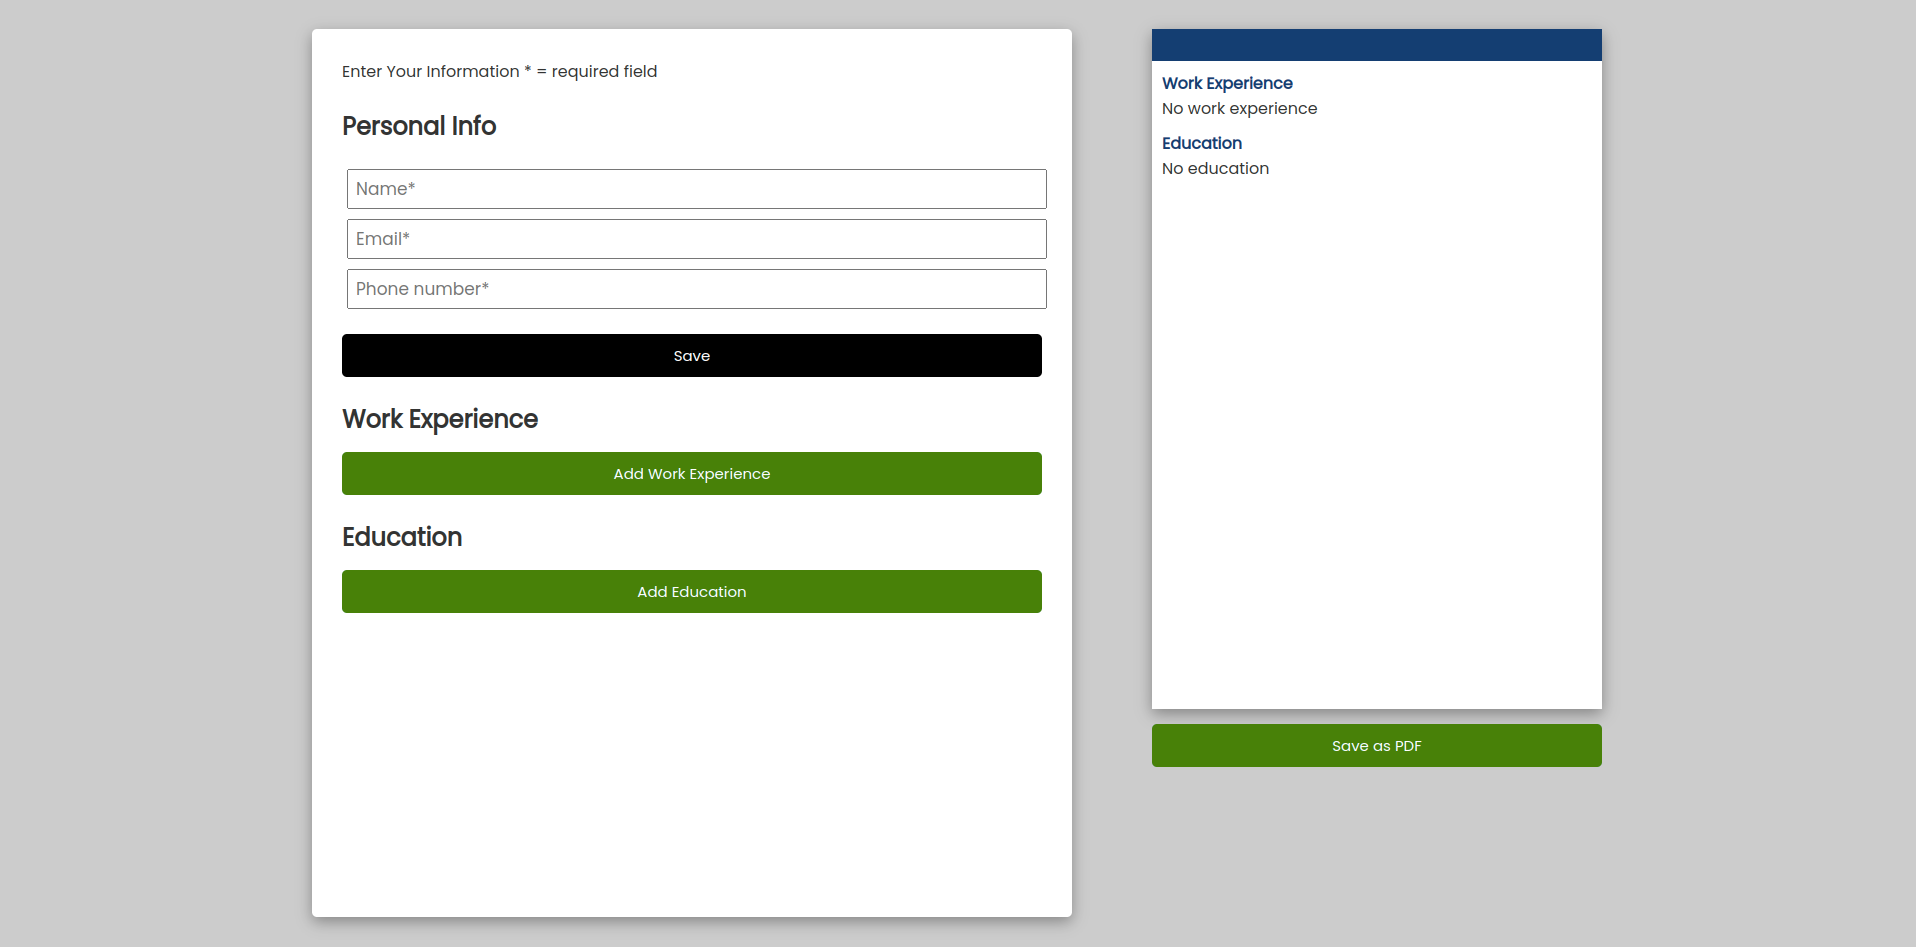 Enter Your Information * = required field
Personal Info
Name*
Email*
Phone number*
Save
Work Experience
Add Work Experience
Education
Add Education
Work Experience
No work experience
Education
No education
Save as PDF